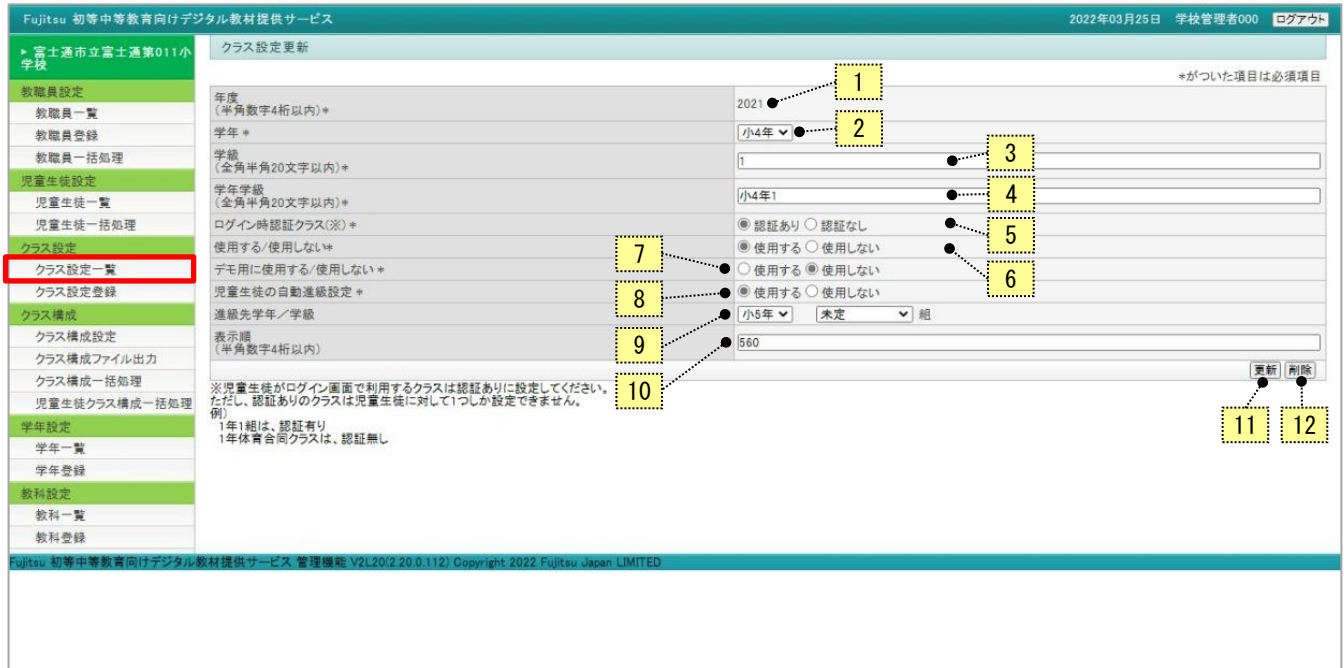 Fujitsu 初等中等教育向けデジタル教材提供サービス 2022年03月25日 学校管理者000 ログアウト
▶ 富士通市立富士通第011小
学校
クラス設定更新
*がついた項目は必須項目
教職員設定
教職員一覧
教職員登録
教職員一括処理
児童生徒設定
児童生徒一覧
児童生徒一括処理
クラス設定
クラス設定一覧
クラス設定登録
クラス構成
クラス構成設定
クラス構成ファイル出力
クラス構成一括処理
児童生徒クラス構成一括処理
学年設定
学年一覧
学年登録
教科設定
教科一覧
教科登録
年度
(半角数字4桁以内)*
2021
1
学年 *
小4年
2
学級
(全角半角20文字以内)*
1
3
学年学級
(全角半角20文字以内)*
小4年1
4
ログイン時認証クラス(※) *
認証あり 認証なし
5
使用する/使用しない*
使用する 使用しない
6
デモ用に使用する/使用しない *
7
使用する 使用しない
児童生徒の自動進級設定 *
8
使用する 使用しない
進級先学年/学級
9
小5年 未定 組
表示順
(半角数字4桁以内)
10
560
更新 削除
11 12
※児童生徒がログイン画面で利用するクラスは認証ありに設定してください。
ただし、認証ありのクラスは児童生徒に対して1つしか設定できません。
例)
1年1組は、認証有り
1年体育合同クラスは、認証無し
Fujitsu 初等中等教育向けデジタル教材提供サービス 管理機能 V2L20(2.20.0.112) Copyright 2022 Fujitsu Japan LIMITED